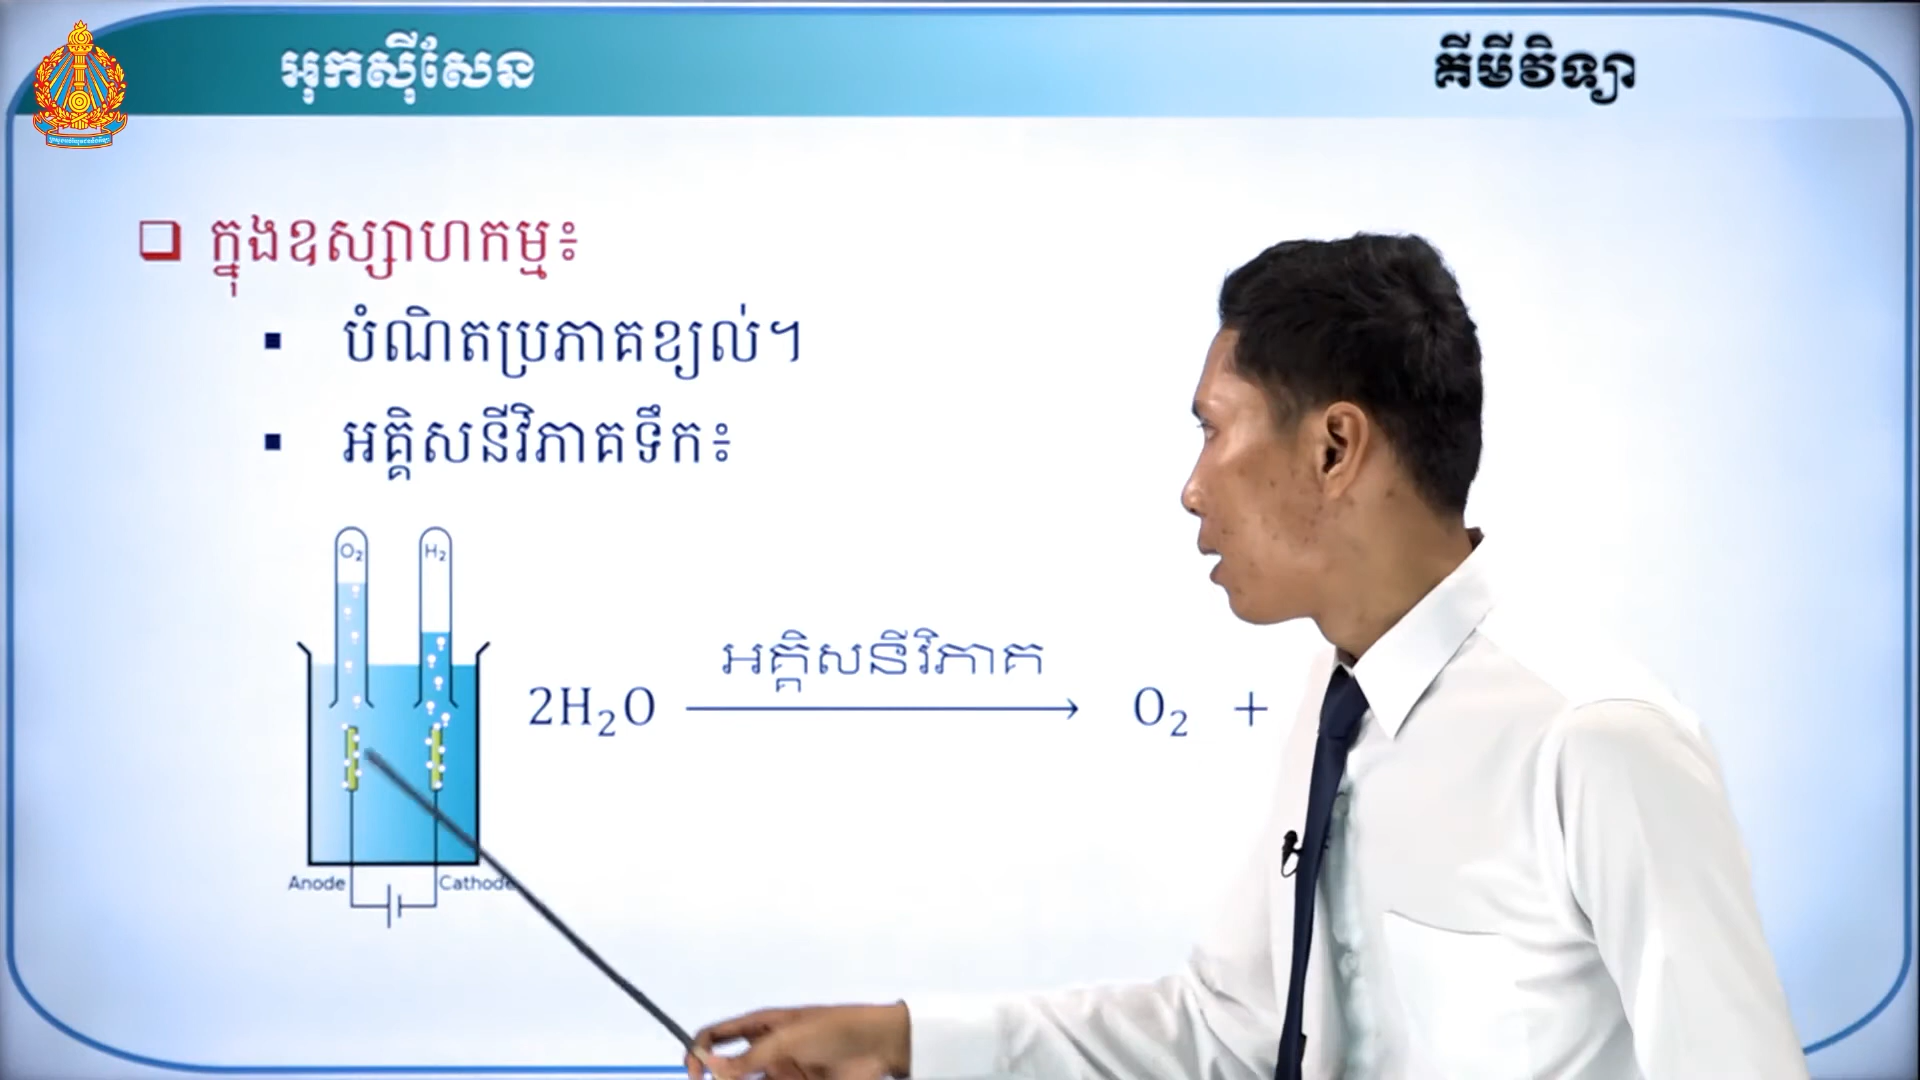 អុកស៊ីសែន
គីមីវិទ្យា
ក្នុងឧស្សាហកម្ម៖
បំណិតប្រភាគខ្យល់។
អគ្គិសនីវិភាគទឹក៖
O₂ H₂
អគ្គិសនីវិភាគ
2H₂O → O₂ +
Anode Cathode